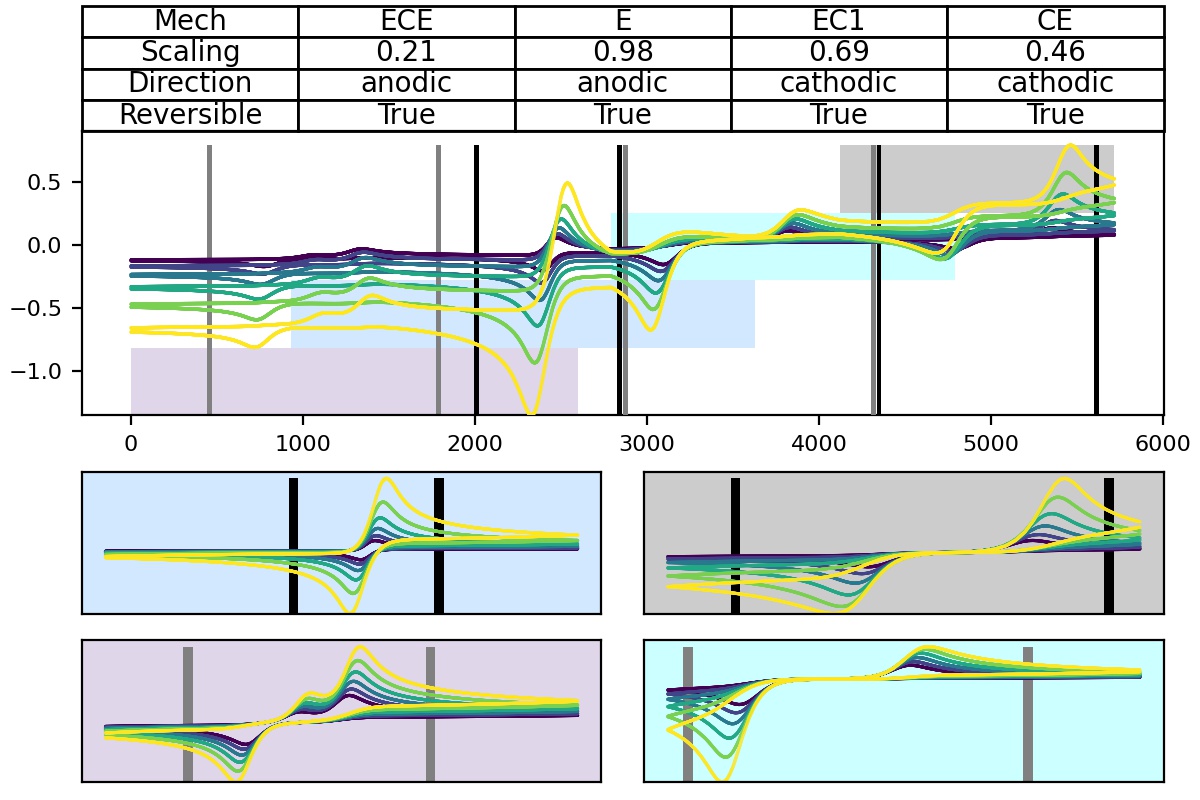 Mech ECE E EC1 CE
Scaling 0.21 0.98 0.69 0.46
Direction anodic anodic cathodic cathodic
Reversible True True True True
0.5
0.0
−0.5
−1.0
0 1000 2000 3000 4000 5000 6000